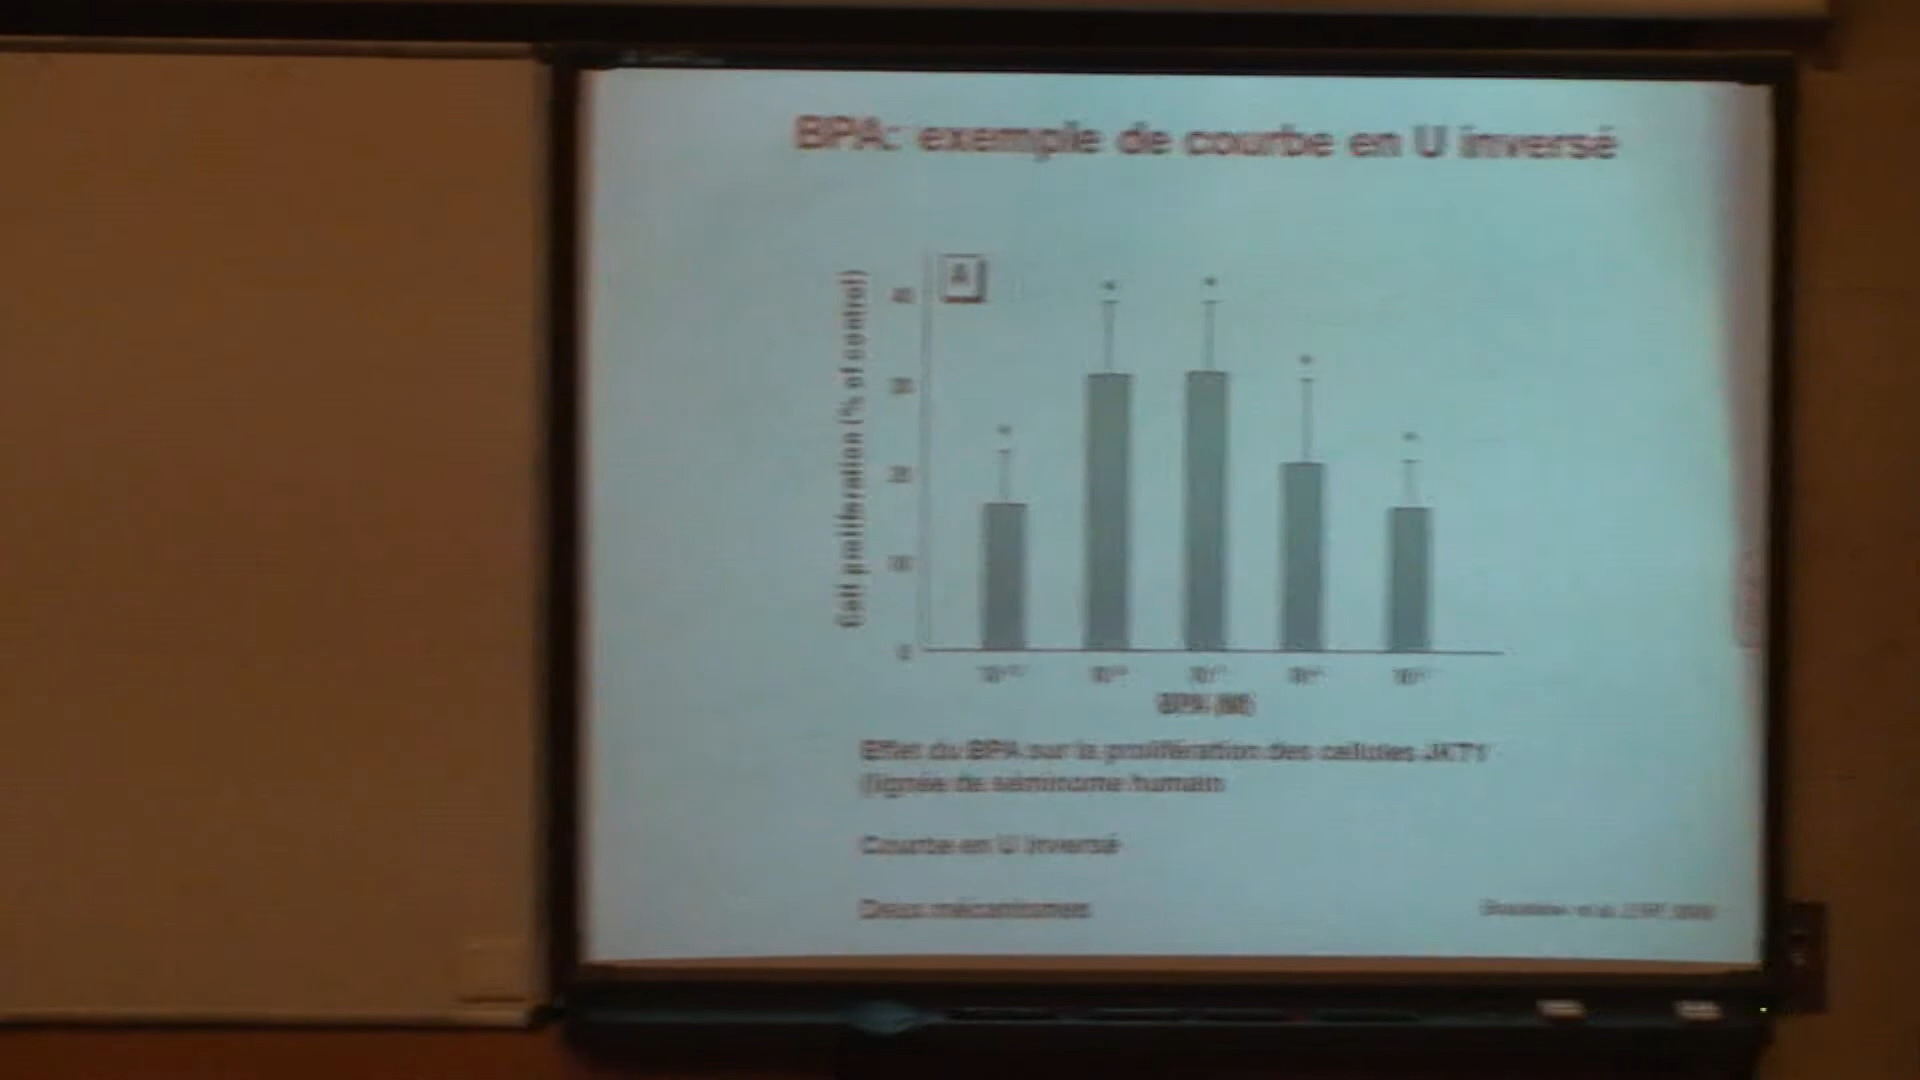 BPA: exemple de courbe en U inversé
A
Cell proliferation (% of control)
40
30
20
10
0
BPA (M)
Effet du BPA sur la prolifération des cellules JKT1
(lignée de séminome humain
Courbe en U inversé
Deux mécanismes